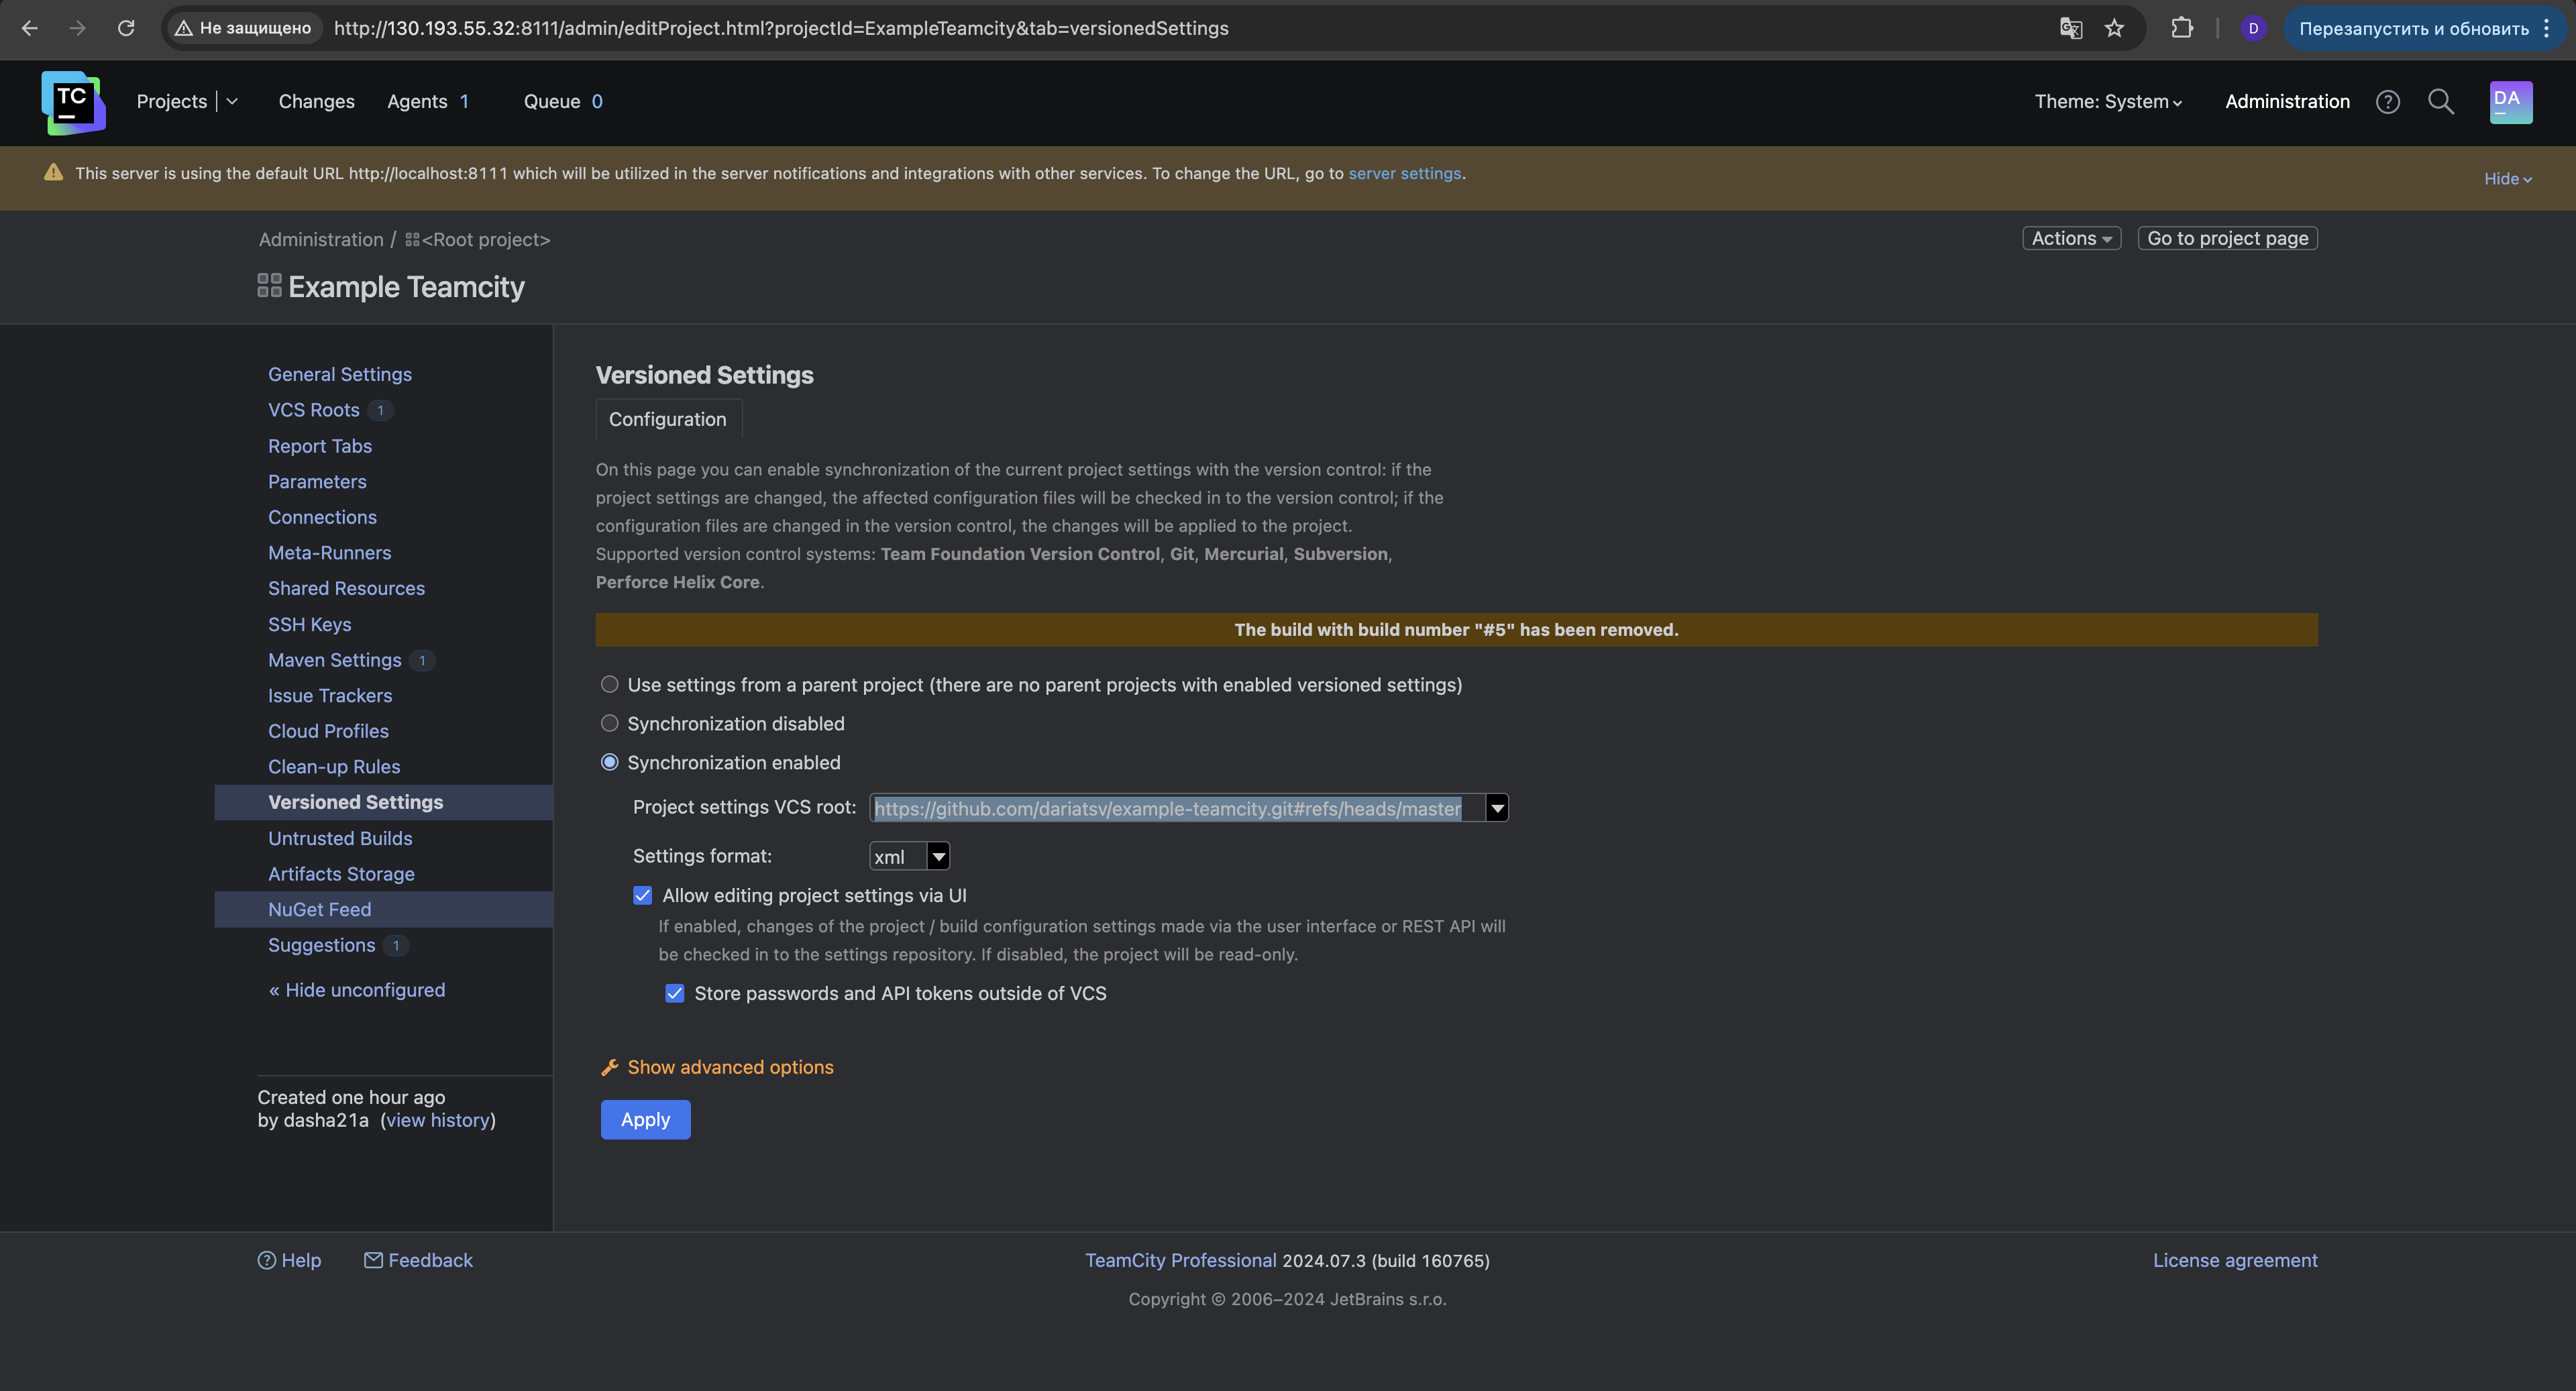 Не защищено
http://130.193.55.32:8111/admin/editProject.html?projectId=ExampleTeamcity&tab=versionedSettings
D
Перезапустить и обновить
TC
Projects
Changes
Agents 1
Queue 0
Theme: System
Administration
DA
This server is using the default URL http://localhost:8111 which will be utilized in the server notifications and integrations with other services. To change the URL, go to server settings.
Hide
Administration / <Root project>
Actions
Go to project page
Example Teamcity
General Settings
VCS Roots 1
Report Tabs
Parameters
Connections
Meta-Runners
Shared Resources
SSH Keys
Maven Settings 1
Issue Trackers
Cloud Profiles
Clean-up Rules
Versioned Settings
Untrusted Builds
Artifacts Storage
NuGet Feed
Suggestions 1
« Hide unconfigured
Created one hour ago
by dasha21a (view history)
Versioned Settings
Configuration
On this page you can enable synchronization of the current project settings with the version control: if the
project settings are changed, the affected configuration files will be checked in to the version control; if the
configuration files are changed in the version control, the changes will be applied to the project.
Supported version control systems: Team Foundation Version Control, Git, Mercurial, Subversion,
Perforce Helix Core.
The build with build number "#5" has been removed.
Use settings from a parent project (there are no parent projects with enabled versioned settings)
Synchronization disabled
Synchronization enabled
Project settings VCS root: https://github.com/dariatsv/example-teamcity.git#refs/heads/master
Settings format: xml
Allow editing project settings via UI
If enabled, changes of the project / build configuration settings made via the user interface or REST API will
be checked in to the settings repository. If disabled, the project will be read-only.
Store passwords and API tokens outside of VCS
Show advanced options
Apply
Help
Feedback
TeamCity Professional 2024.07.3 (build 160765)
License agreement
Copyright © 2006–2024 JetBrains s.r.o.